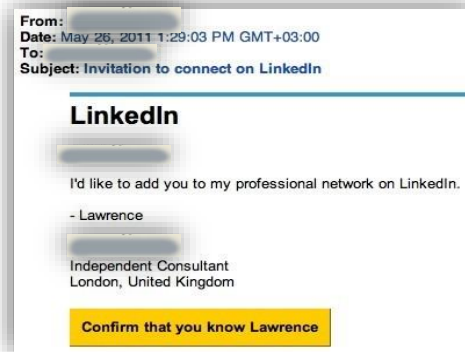 From:
Date: May 26, 2011 1:29:03 PM GMT+03:00
To:
Subject: Invitation to connect on LinkedIn
LinkedIn
I'd like to add you to my professional network on LinkedIn.
- Lawrence
Independent Consultant
London, United Kingdom
Confirm that you know Lawrence